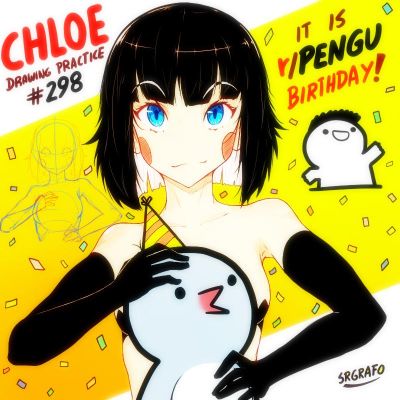 CHLOE
DRAWING PRACTICE
#298
IT IS
r/PENGU
BIRTHDAY!
SRGRAFO